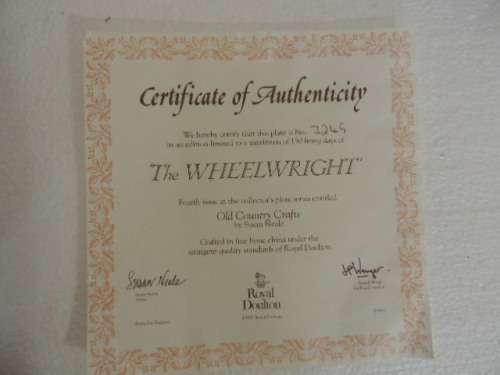 Certificate of Authenticity
We hereby certify that this plate is No.
in an edition limited to a maximum of 150 firing days of
"The WHEELWRIGHT"
Fourth issue in the collector's plate series entitled
Old Country Crafts
by Susan Neale
Crafted in fine bone china under the
stringent quality standards of Royal Doulton.
Susan Neale
Royal
Doulton